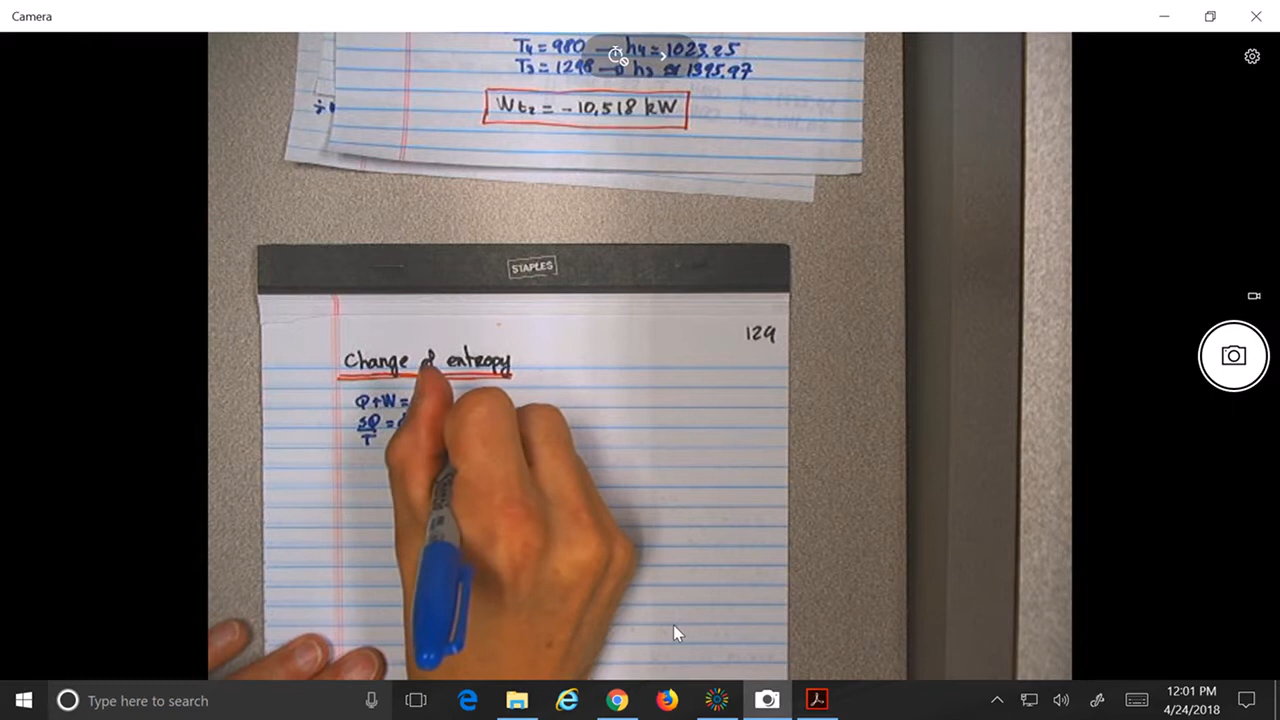 Camera
T4 = 980 → h4 = 1023.25
T3 = 1298 → h3 ≅ 1395.97
Wt2 = - 10,518 kW
STAPLES
129
Change of entropy
Q+W =
δQ/T = d
Type here to search
12:01 PM
4/24/2018